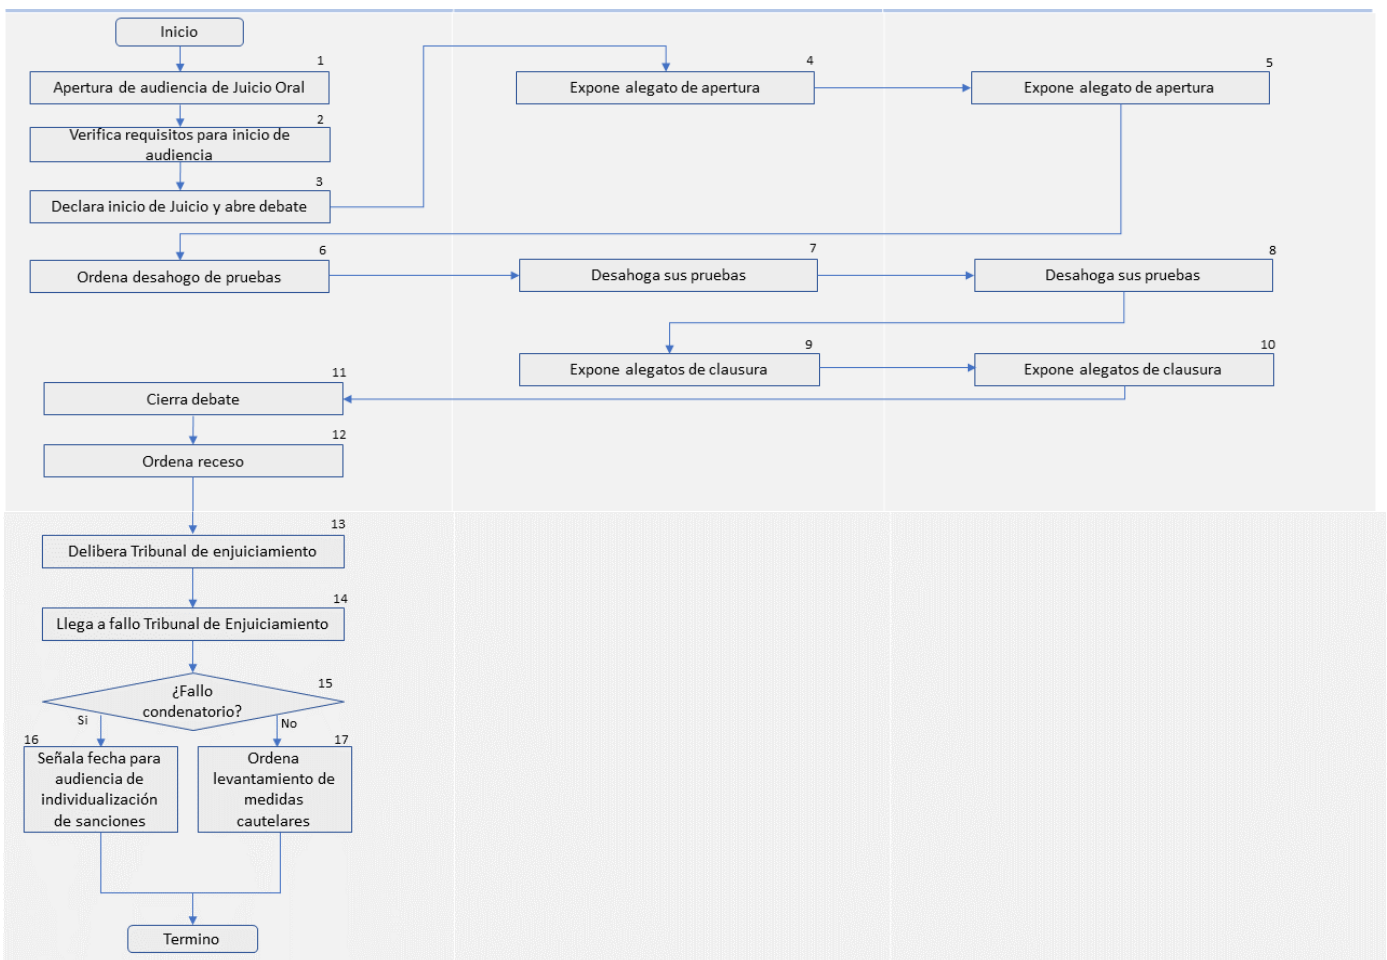 Inicio
1
Apertura de audiencia de Juicio Oral
2
Verifica requisitos para inicio de
audiencia
3
Declara inicio de Juicio y abre debate
4
Expone alegato de apertura
5
Expone alegato de apertura
6
Ordena desahogo de pruebas
7
Desahoga sus pruebas
8
Desahoga sus pruebas
9
Expone alegatos de clausura
10
Expone alegatos de clausura
11
Cierra debate
12
Ordena receso
13
Delibera Tribunal de enjuiciamiento
14
Llega a fallo Tribunal de Enjuiciamiento
15
¿Fallo
condenatorio?
Si
No
16
Señala fecha para
audiencia de
individualización
de sanciones
17
Ordena
levantamiento de
medidas
cautelares
Termino